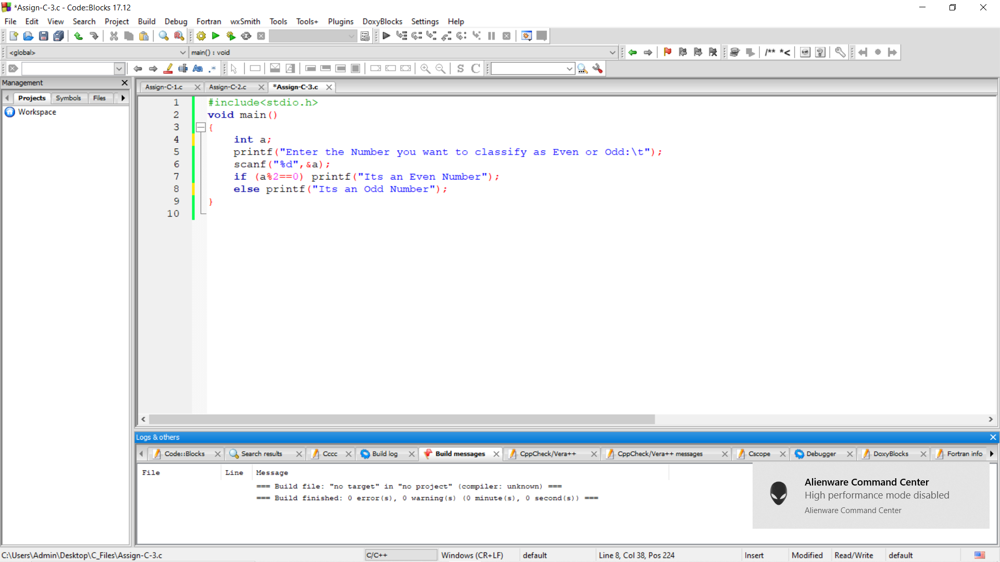 *Assign-C-3.c - Code::Blocks 17.12
File Edit View Search Project Build Debug Fortran wxSmith Tools Tools+ Plugins DoxyBlocks Settings Help
<global> main() : void
/** *<
Aa .* S C
Management
Projects Symbols Files
Workspace
Assign-C-1.c Assign-C-2.c *Assign-C-3.c
1 #include<stdio.h>
2 void main()
3 {
4 int a;
5 printf("Enter the Number you want to classify as Even or Odd:\t");
6 scanf("%d",&a);
7 if (a%2==0) printf("Its an Even Number");
8 else printf("Its an Odd Number");
9 }
10
Logs & others
Code::Blocks Search results Cccc Build log Build messages CppCheck/Vera++ CppCheck/Vera++ messages Cscope Debugger DoxyBlocks Fortran info
File Line Message
=== Build file: "no target" in "no project" (compiler: unknown) ===
=== Build finished: 0 error(s), 0 warning(s) (0 minute(s), 0 second(s)) ===
Alienware Command Center
High performance mode disabled
Alienware Command Center
C:\Users\Admin\Desktop\C_Files\Assign-C-3.c C/C++ Windows (CR+LF) default Line 8, Col 38, Pos 224 Insert Modified Read/Write default